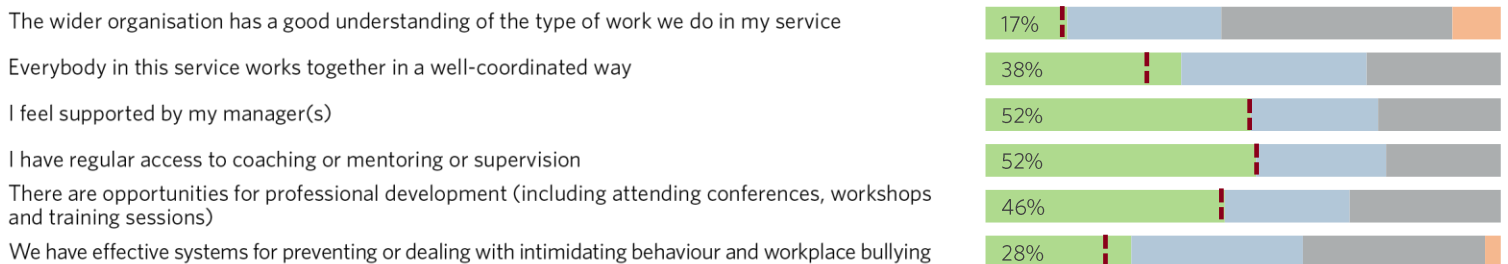 The wider organisation has a good understanding of the type of work we do in my service 17%
Everybody in this service works together in a well-coordinated way 38%
I feel supported by my manager(s) 52%
I have regular access to coaching or mentoring or supervision 52%
There are opportunities for professional development (including attending conferences, workshops
and training sessions) 46%
We have effective systems for preventing or dealing with intimidating behaviour and workplace bullying 28%